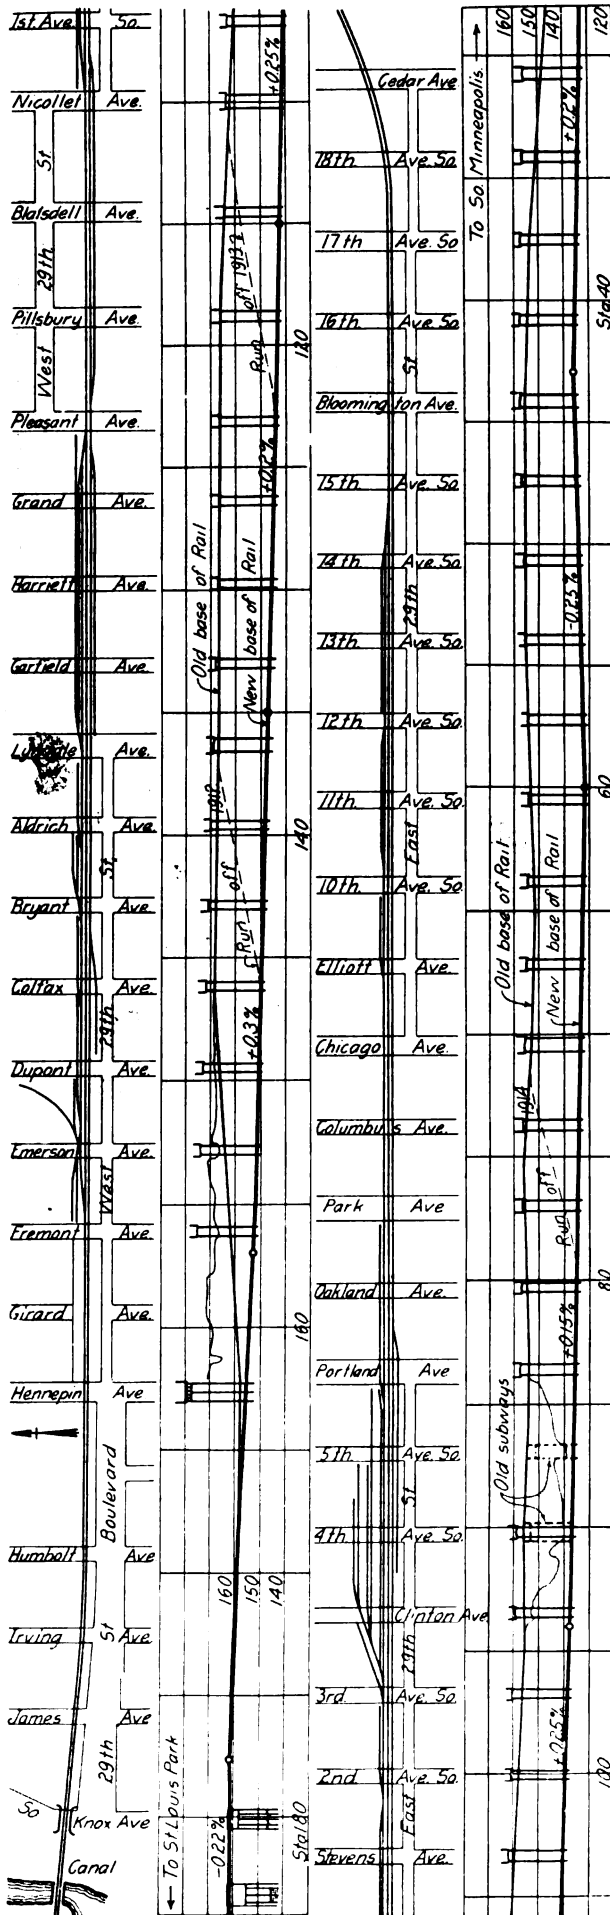 1st. Ave. So.
Nicollet Ave.
St
Blaisdell Ave.
29th
Pillsbury Ave.
West
Pleasant Ave.
Grand Ave.
Harriett Ave.
Garfield Ave.
Lyndale Ave.
Aldrich Ave.
St
Bryant Ave.
Colfax Ave.
29th
Dupont Ave.
Emerson Ave.
West
Fremont Ave.
Girard Ave.
Hennepin Ave
Boulevard
Humbolt Ave
Irving Ave
St
James Ave
29th
So
Knox Ave
Canal
+0.25%
Run off 1913
120
+0.2%
Old base of Rail
New base of Rail
1912
140
Run off
+0.3%
160
160
150
140
To St Louis Park
-0.22%
Sta 180
Cedar Ave
18th Ave. So.
17th Ave. So
16th Ave. So.
St
Bloomington Ave.
15th Ave. So.
14th Ave. So.
29th
13th Ave. So.
12th Ave. So.
11th. Ave. So.
East
10th. Ave. So.
Elliott Ave.
Chicago Ave.
Columbus Ave.
Park Ave
Oakland Ave.
Portland Ave
5th Ave. So.
St
4th Ave. So.
Clinton Ave.
29th
3rd Ave. So.
2nd Ave. So.
East
Stevens Ave.
160
150
140
120
To So. Minneapolis.
+0.2%
Sta 40
-0.25%
60
Old base of Rail
New base of Rail
1914
Run off
80
+0.15%
Old subways
+0.25%
100